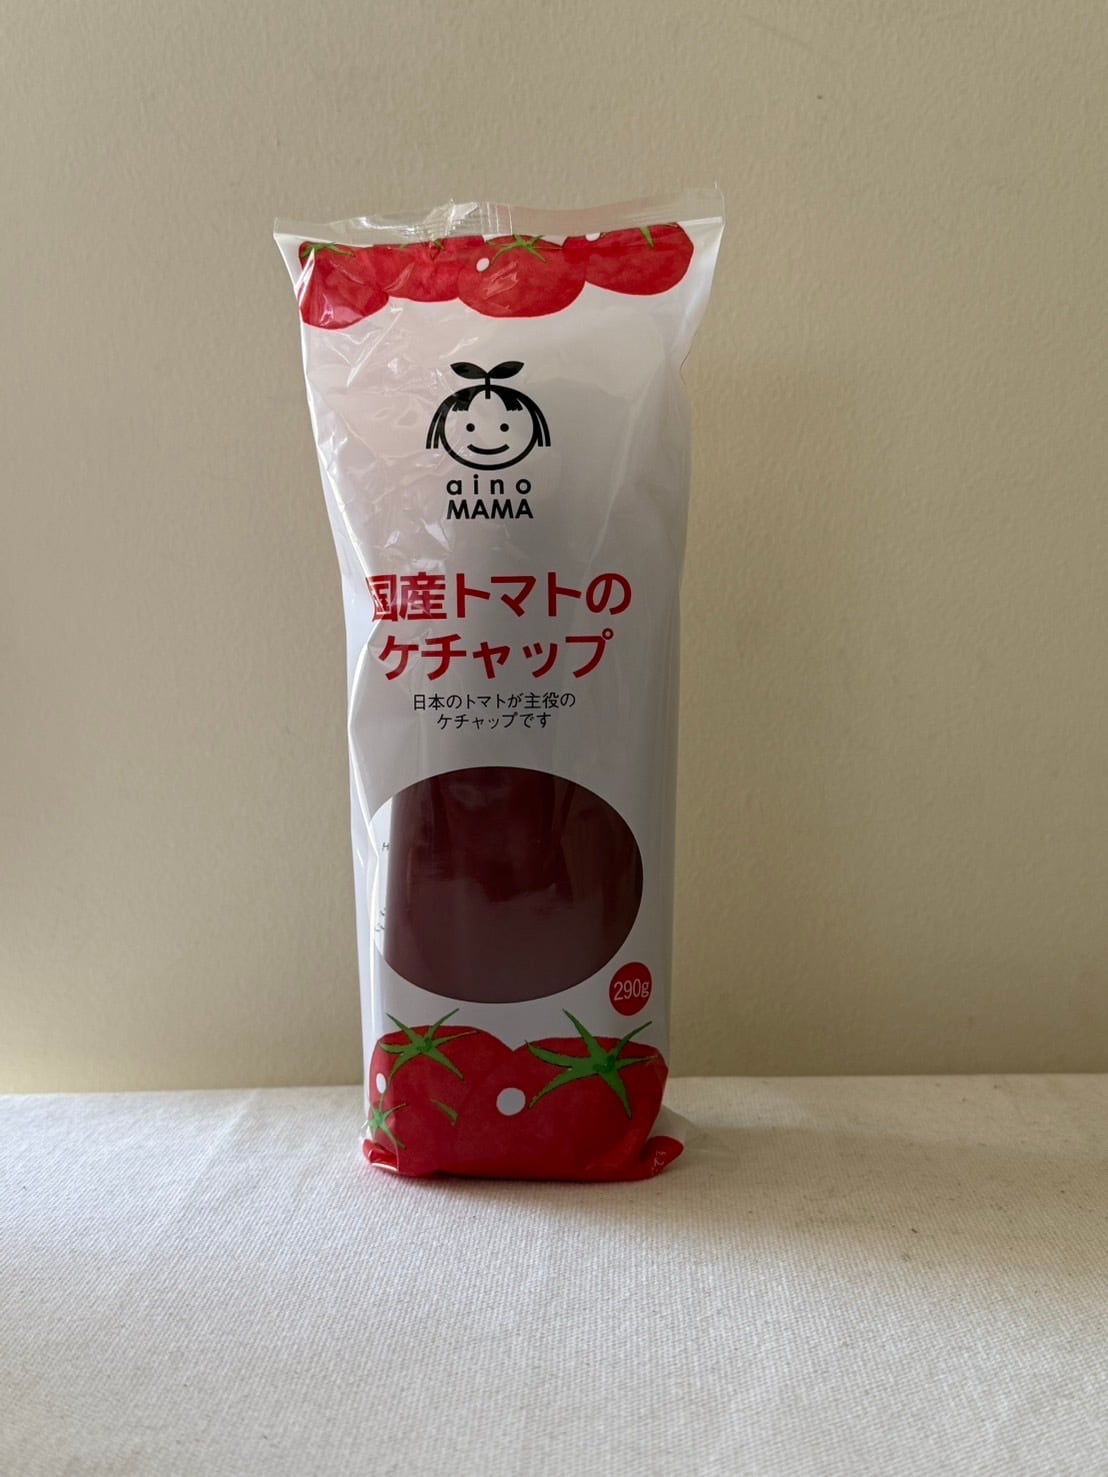 aino
MAMA
国産トマトの
ケチャップ
日本のトマトが主役の
ケチャップです
290g